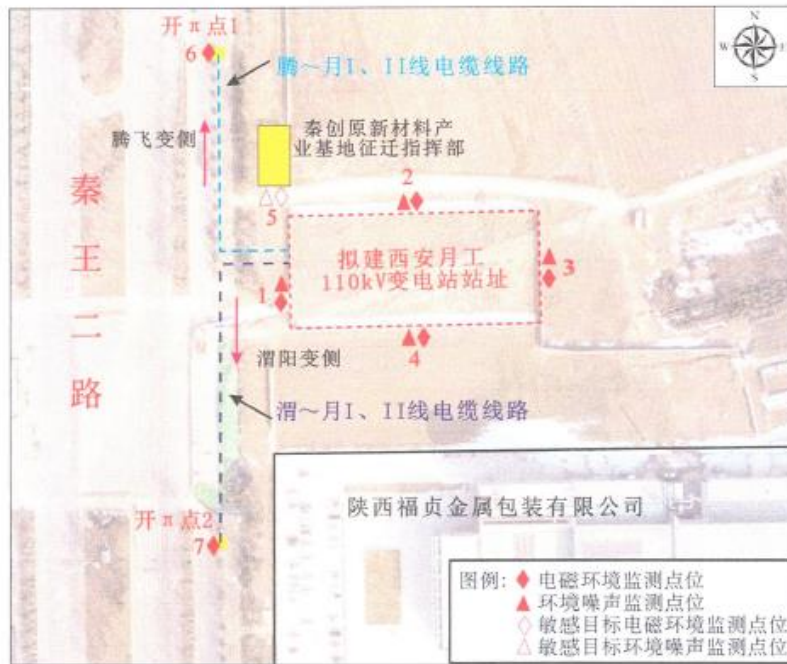 开π点1
N
W
E
S
6
腾～月I、II线电缆线路
腾飞变侧
秦创原新材料产
业基地征迁指挥部
2
5
秦王二路
拟建西安月工
110kV变电站站址
3
1
4
渭阳变侧
渭～月I、II线电缆线路
开π点2
7
陕西福贞金属包装有限公司
图例：
电磁环境监测点位
环境噪声监测点位
敏感目标电磁环境监测点位
敏感目标环境噪声监测点位